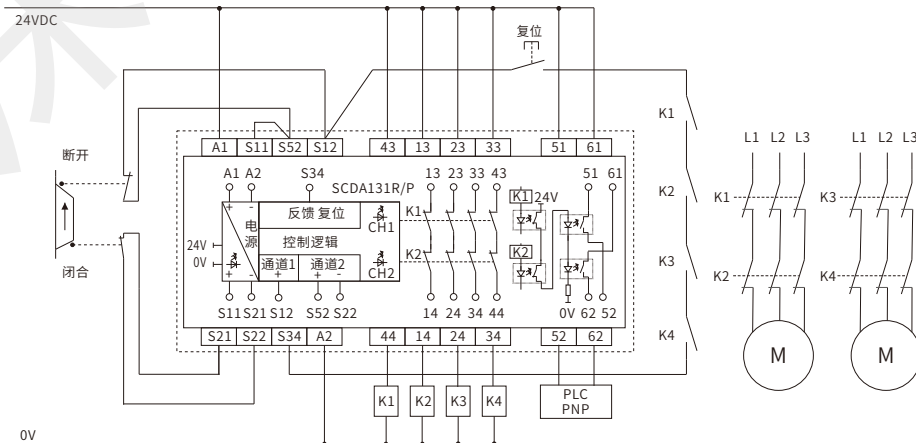 24VDC
复位
断开
闭合
A1 S11 S52 S12 43 13 23 33 51 61
A1 A2 S34 SCDA131R/P 13 23 33 43 51 61
反馈 复位
电源
控制逻辑
通道1 通道2
24V
0V
+ - + - + -
K1 CH1
K2 CH2
K1 24V
K2
0V 62 52
S11 S21 S12 S52 S22 14 24 34 44
S21 S22 S34 A2 44 14 24 34 52 62
K1 K2 K3 K4
PLC
PNP
0V
K1
K2
K3
K4
L1 L2 L3 L1 L2 L3
K1 K3
K2 K4
M M